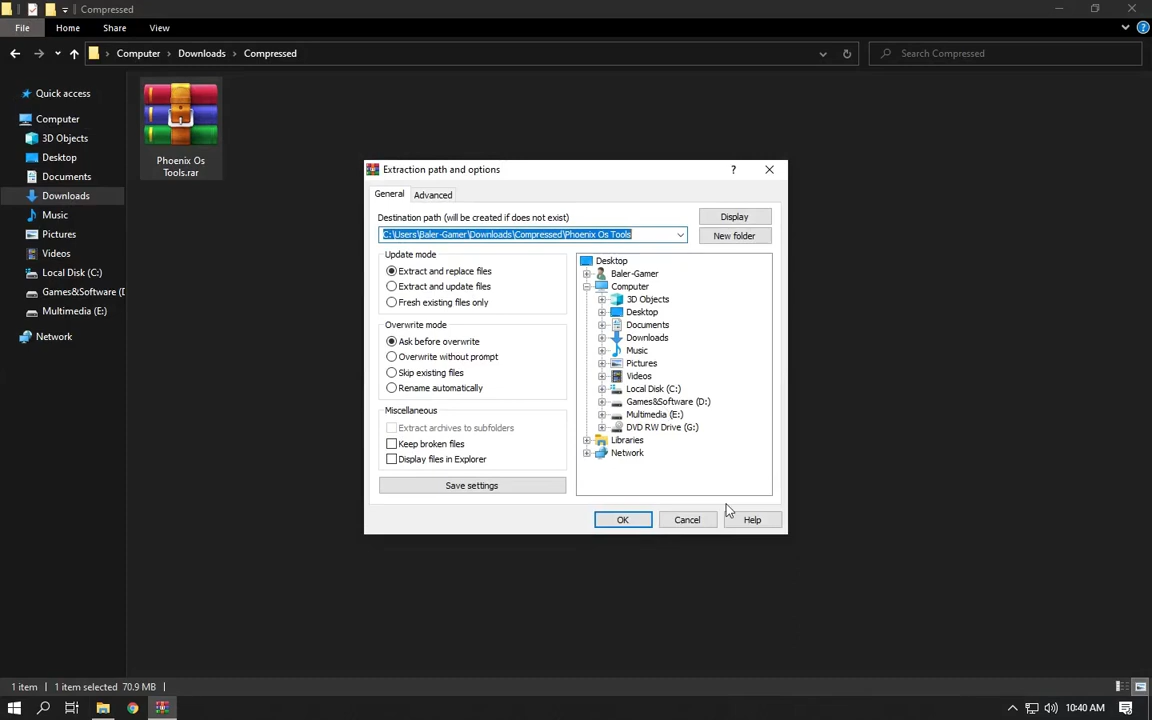 Compressed
File
Home
Share
View
Computer
Downloads
Compressed
Search Compressed
Quick access
Computer
3D Objects
Desktop
Documents
Downloads
Music
Pictures
Videos
Local Disk (C:)
Games&Software (D
Multimedia (E:)
Network
Phoenix Os
Tools.rar
Extraction path and options
?
General
Advanced
Destination path (will be created if does not exist)
Display
C:\Users\Baler-Gamer\Downloads\Compressed\Phoenix Os Tools
New folder
Update mode
Extract and replace files
Extract and update files
Fresh existing files only
Overwrite mode
Ask before overwrite
Overwrite without prompt
Skip existing files
Rename automatically
Miscellaneous
Extract archives to subfolders
Keep broken files
Display files in Explorer
Save settings
Desktop
Baler-Gamer
Computer
3D Objects
Desktop
Documents
Downloads
Music
Pictures
Videos
Local Disk (C:)
Games&Software (D:)
Multimedia (E:)
DVD RW Drive (G:)
Libraries
Network
OK
Cancel
Help
1 item
1 item selected 70.9 MB
10:40 AM